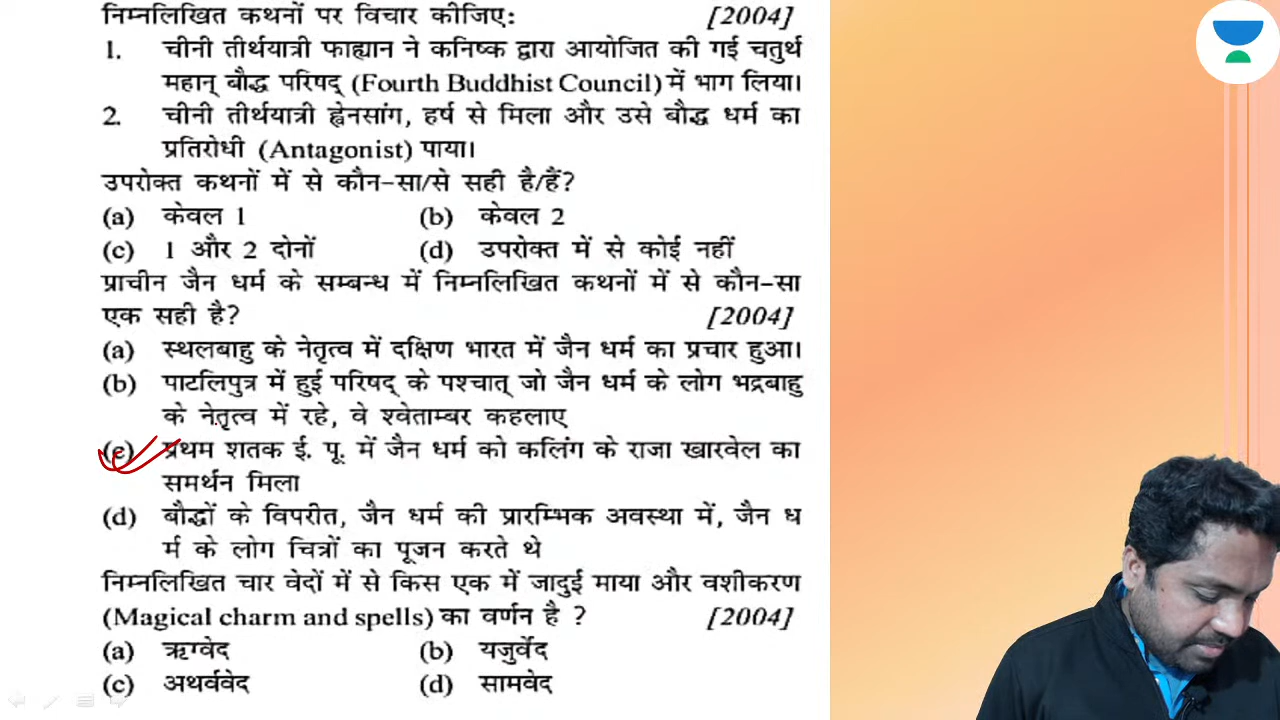 निम्नलिखित कथनों पर विचार कीजिए: [2004]
1. चीनी तीर्थयात्री फाह्यान ने कनिष्क द्वारा आयोजित की गई चतुर्थ
महान् बौद्ध परिषद् (Fourth Buddhist Council) में भाग लिया।
2. चीनी तीर्थयात्री ह्वेनसांग, हर्ष से मिला और उसे बौद्ध धर्म का
प्रतिरोधी (Antagonist) पाया।
उपरोक्त कथनों में से कौन-सा/से सही है/हैं?
(a) केवल 1 (b) केवल 2
(c) 1 और 2 दोनों (d) उपरोक्त में से कोई नहीं
प्राचीन जैन धर्म के सम्बन्ध में निम्नलिखित कथनों में से कौन-सा
एक सही है? [2004]
(a) स्थलबाहु के नेतृत्व में दक्षिण भारत में जैन धर्म का प्रचार हुआ।
(b) पाटलिपुत्र में हुई परिषद् के पश्चात् जो जैन धर्म के लोग भद्रबाहु
के नेतृत्व में रहे, वे श्वेताम्बर कहलाए
(c) प्रथम शतक ई. पू. में जैन धर्म को कलिंग के राजा खारवेल का
समर्थन मिला
(d) बौद्धों के विपरीत, जैन धर्म की प्रारम्भिक अवस्था में, जैन ध
र्म के लोग चित्रों का पूजन करते थे
निम्नलिखित चार वेदों में से किस एक में जादुई माया और वशीकरण
(Magical charm and spells) का वर्णन है ? [2004]
(a) ऋग्वेद (b) यजुर्वेद
(c) अथर्ववेद (d) सामवेद